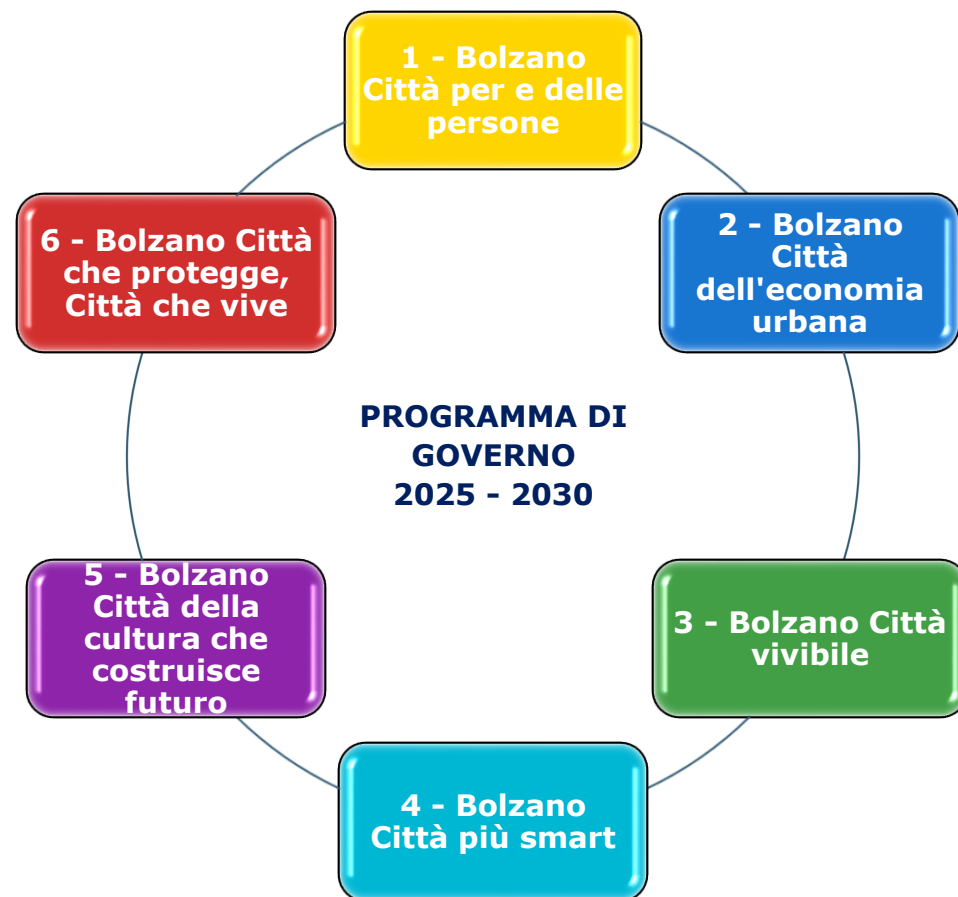 1 - Bolzano
Città per e delle
persone
2 - Bolzano
Città
dell'economia
urbana
3 - Bolzano Città
vivibile
4 - Bolzano
Città più smart
5 - Bolzano
Città della
cultura che
costruisce
futuro
6 - Bolzano Città
che protegge,
Città che vive
PROGRAMMA DI
GOVERNO
2025 - 2030